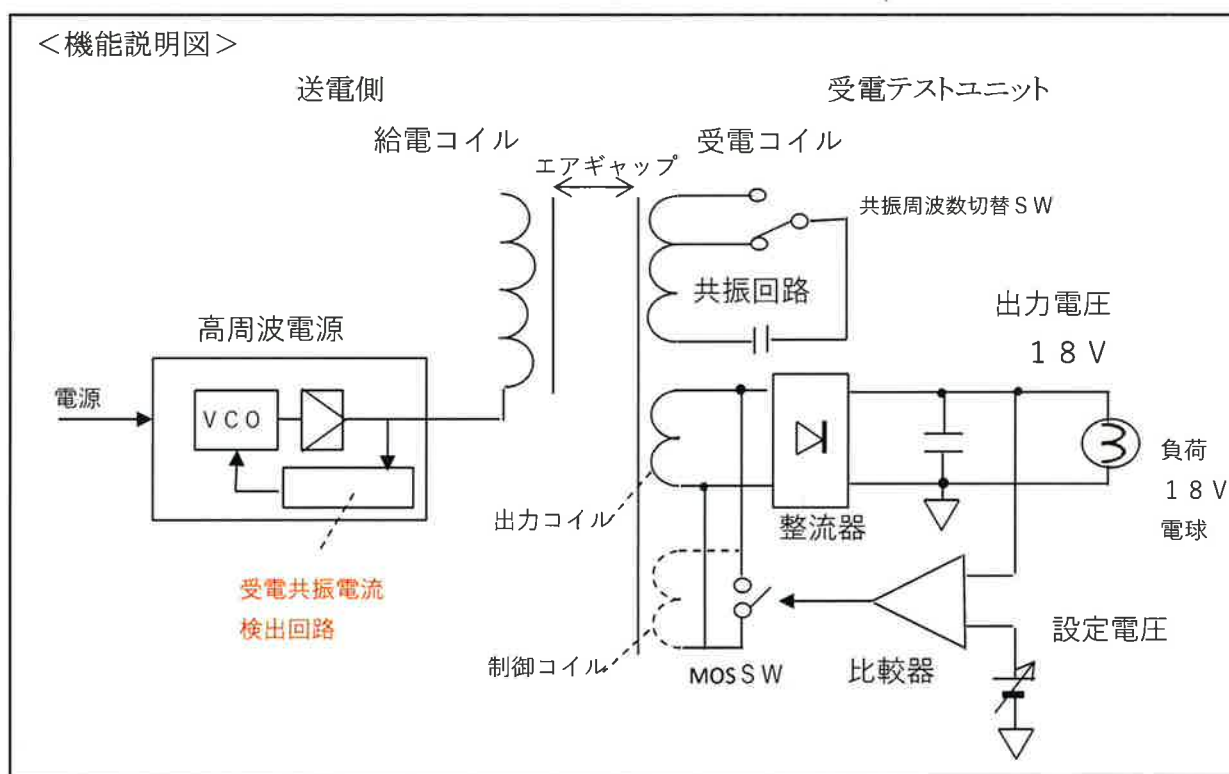 ＜機能説明図＞
送電側
受電テストユニット
給電コイル
エアギャップ
受電コイル
共振周波数切替ＳＷ
共振回路
出力電圧
１８Ｖ
高周波電源
電源
ＶＣＯ
負荷
１８Ｖ
電球
出力コイル
整流器
受電共振電流
検出回路
設定電圧
制御コイル
MOSＳＷ
比較器